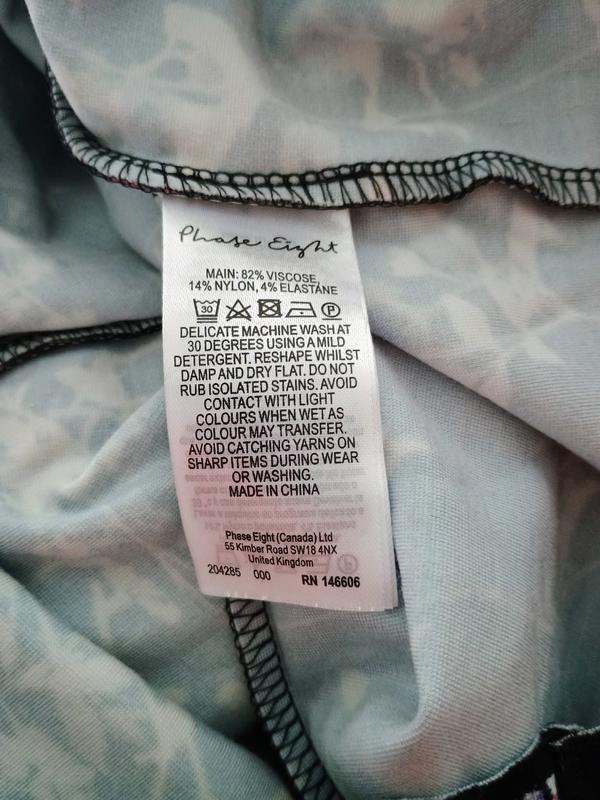 Phase Eight
MAIN: 82% VISCOSE,
14% NYLON, 4% ELASTANE
30 P
DELICATE MACHINE WASH AT
30 DEGREES USING A MILD
DETERGENT. RESHAPE WHILST
DAMP AND DRY FLAT. DO NOT
RUB ISOLATED STAINS. AVOID
CONTACT WITH LIGHT
COLOURS WHEN WET AS
COLOUR MAY TRANSFER.
AVOID CATCHING YARNS ON
SHARP ITEMS DURING WEAR
OR WASHING.
MADE IN CHINA
Phase Eight (Canada) Ltd
55 Kimber Road SW18 4NX
United Kingdom
204285 000 RN 146606